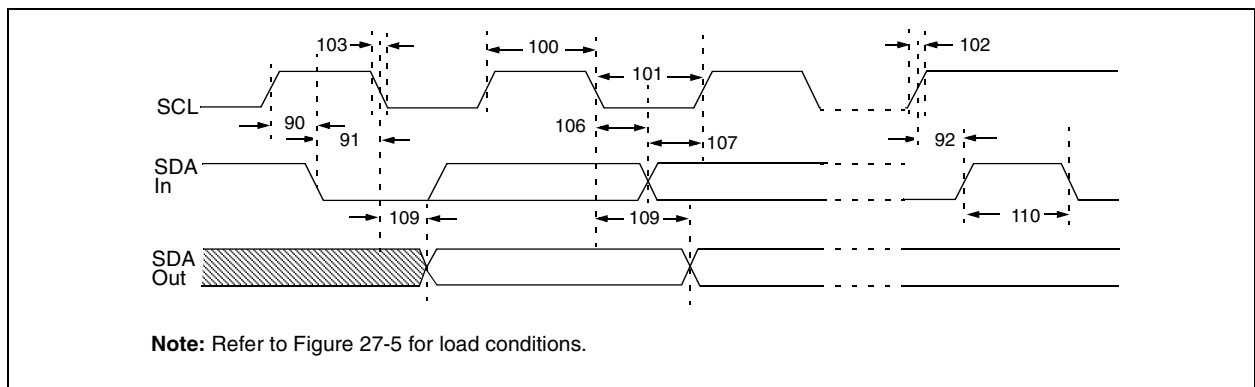 103
100
101
102
SCL
90
91
106
107
92
SDA
In
109
109
110
SDA
Out
Note: Refer to Figure 27-5 for load conditions.